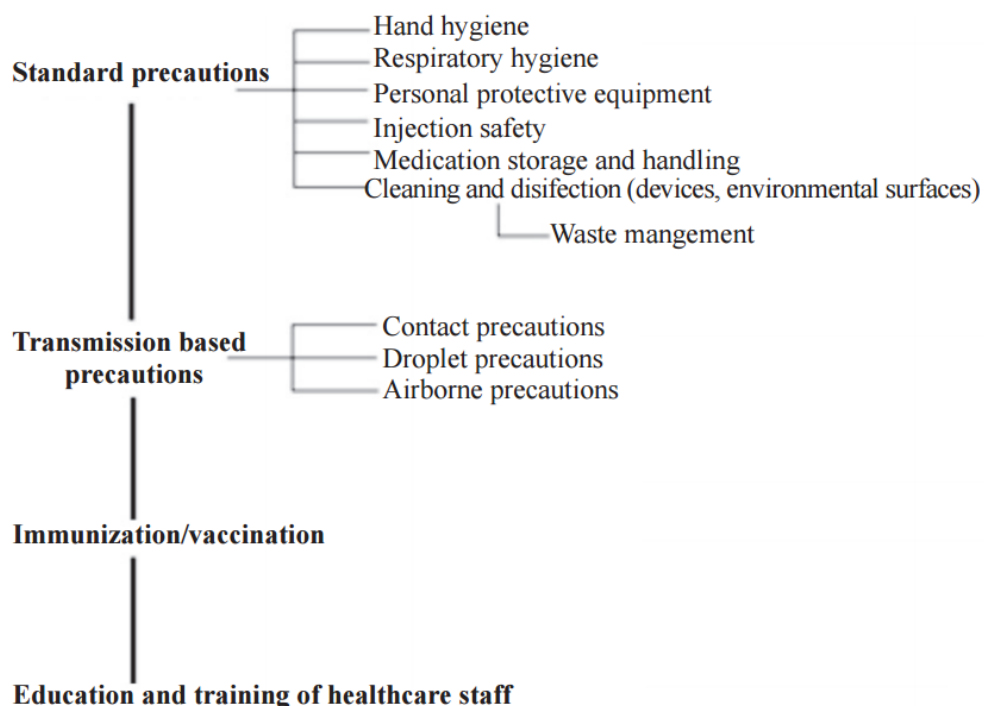 Hand hygiene
Respiratory hygiene
Standard precautions
Personal protective equipment
Injection safety
Medication storage and handling
Cleaning and disifection (devices, environmental surfaces)
Waste mangement
Transmission based
precautions
Contact precautions
Droplet precautions
Airborne precautions
Immunization/vaccination
Education and training of healthcare staff